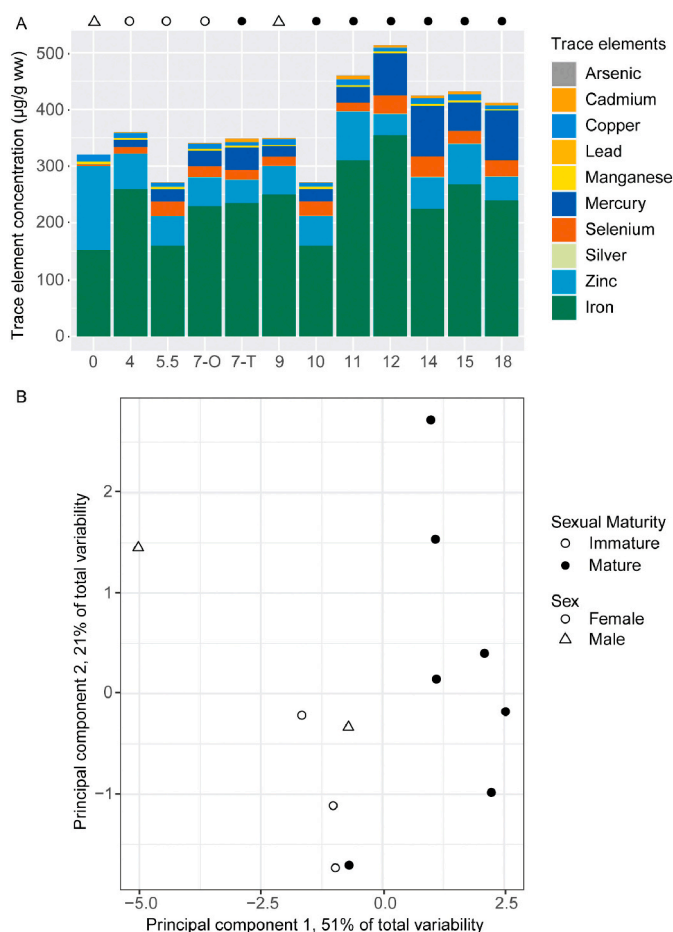 A
Trace element concentration (µg/g ww)
500
400
300
200
100
0
0 4 5.5 7-O 7-T 9 10 11 12 14 15 18
Trace elements
Arsenic
Cadmium
Copper
Lead
Manganese
Mercury
Selenium
Silver
Zinc
Iron
B
Principal component 2, 21% of total variability
2
1
0
−1
−5.0 −2.5 0.0 2.5
Principal component 1, 51% of total variability
Sexual Maturity
Immature
Mature
Sex
Female
Male